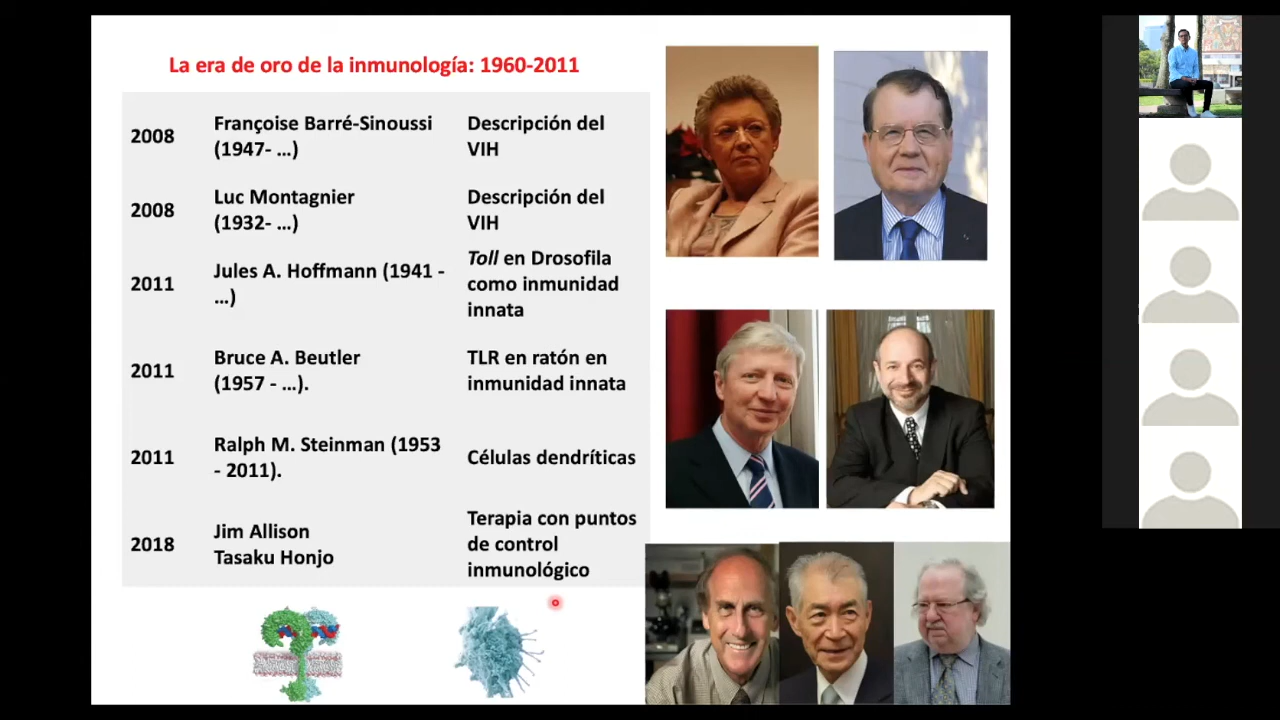 La era de oro de la inmunología: 1960-2011
2008
Françoise Barré-Sinoussi
(1947- ...)
Descripción del
VIH
2008
Luc Montagnier
(1932- ...)
Descripción del
VIH
2011
Jules A. Hoffmann (1941 -
...)
Toll en Drosofila
como inmunidad
innata
2011
Bruce A. Beutler
(1957 - ...).
TLR en ratón en
inmunidad innata
2011
Ralph M. Steinman (1953
- 2011).
Células dendríticas
2018
Jim Allison
Tasaku Honjo
Terapia con puntos
de control
inmunológico